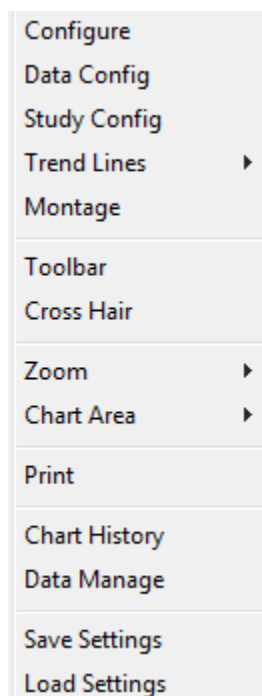 Configure
Data Config
Study Config
Trend Lines
Montage
Toolbar
Cross Hair
Zoom
Chart Area
Print
Chart History
Data Manage
Save Settings
Load Settings